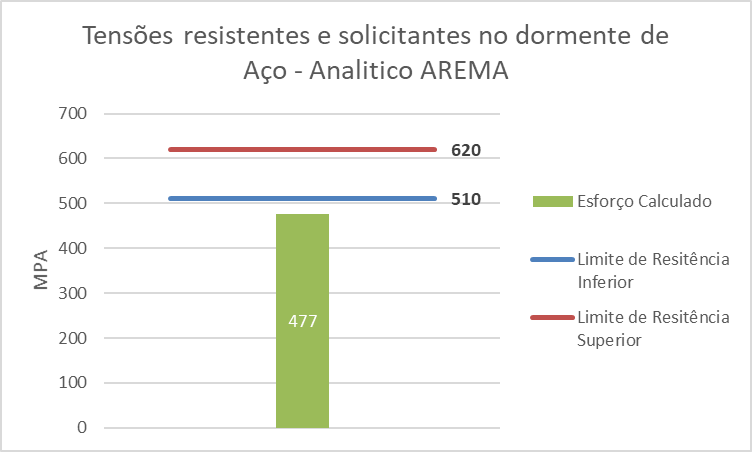 Tensões resistentes e solicitantes no dormente de
Aço - Analitico AREMA
700
600
500
400
300
200
100
0
MPA
620
510
477
Esforço Calculado
Limite de Resitência
Inferior
Limite de Resitência
Superior